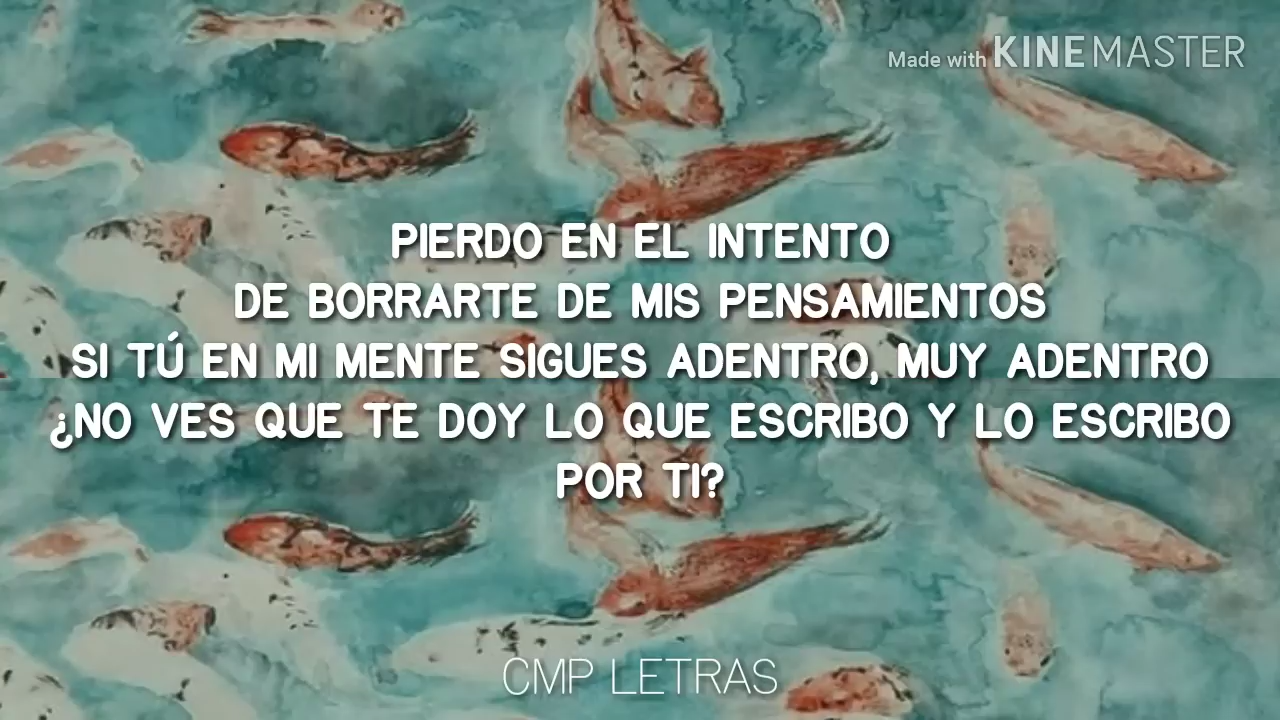 Made with KINEMASTER
PIERDO EN EL INTENTO
DE BORRARTE DE MIS PENSAMIENTOS
SI TÚ EN MI MENTE SIGUES ADENTRO, MUY ADENTRO
¿NO VES QUE TE DOY LO QUE ESCRIBO Y LO ESCRIBO
POR TI?
CMP LETRAS